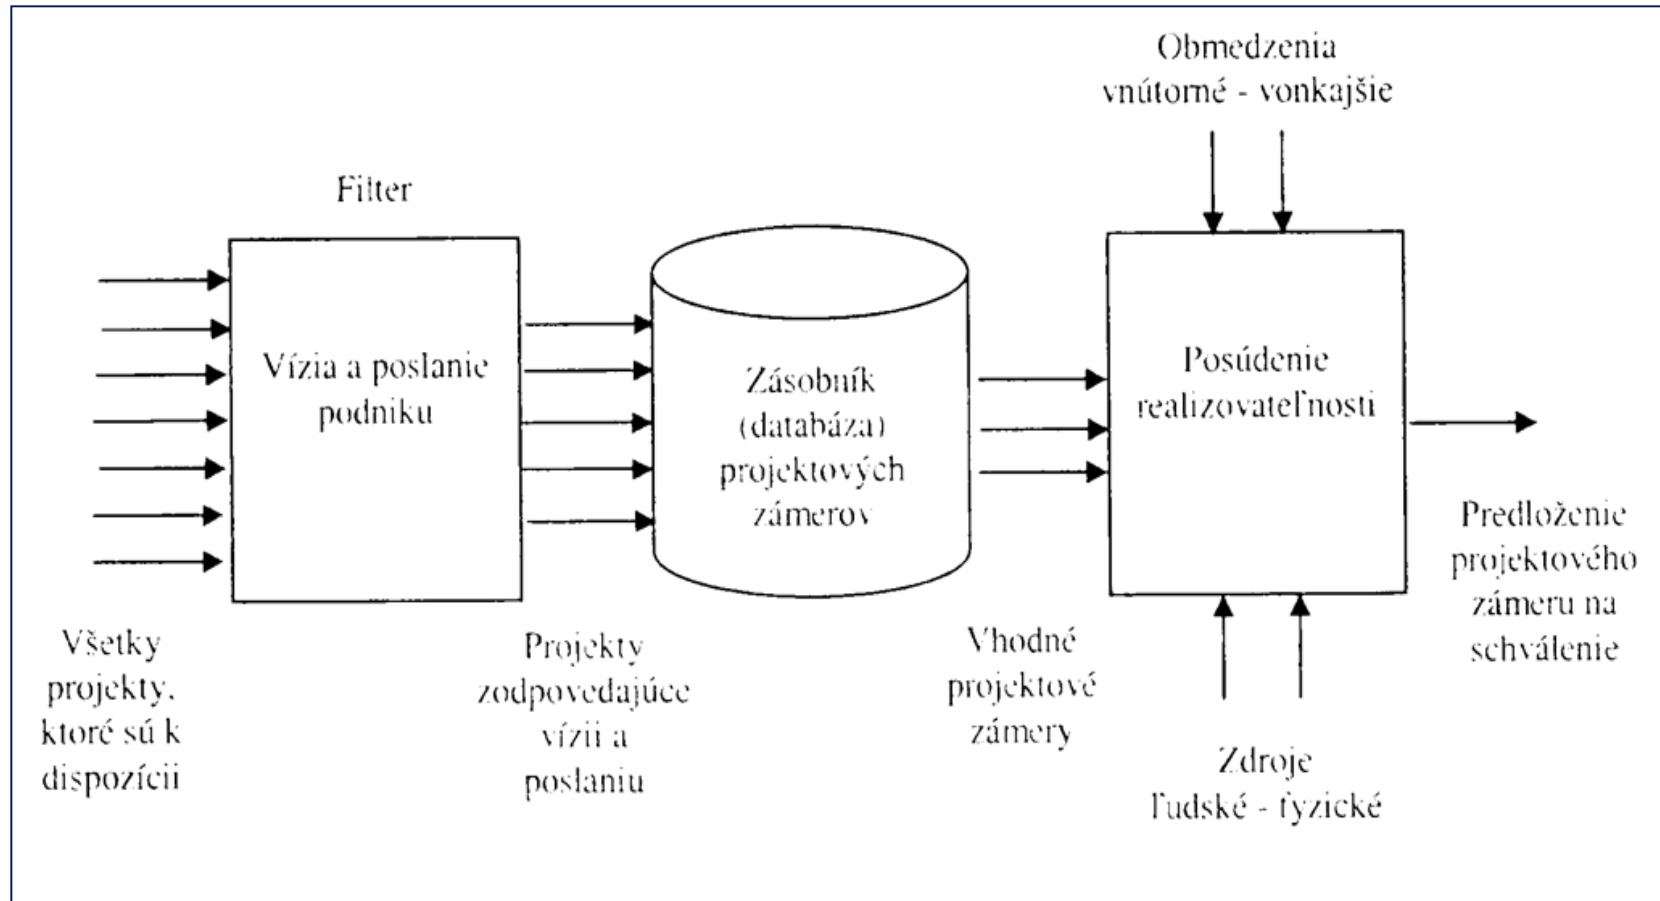 Obmedzenia
vnútorné - vonkajšie
Filter
Vízia a poslanie
podniku
Zásobník
(databáza)
projektových
zámerov
Posúdenie
realizovateľnosti
Všetky
projekty,
ktoré sú k
dispozícii
Projekty
zodpovedajúce
vízii a
poslaniu
Vhodné
projektové
zámery
Zdroje
ľudské - fyzické
Predloženie
projektového
zámeru na
schválenie